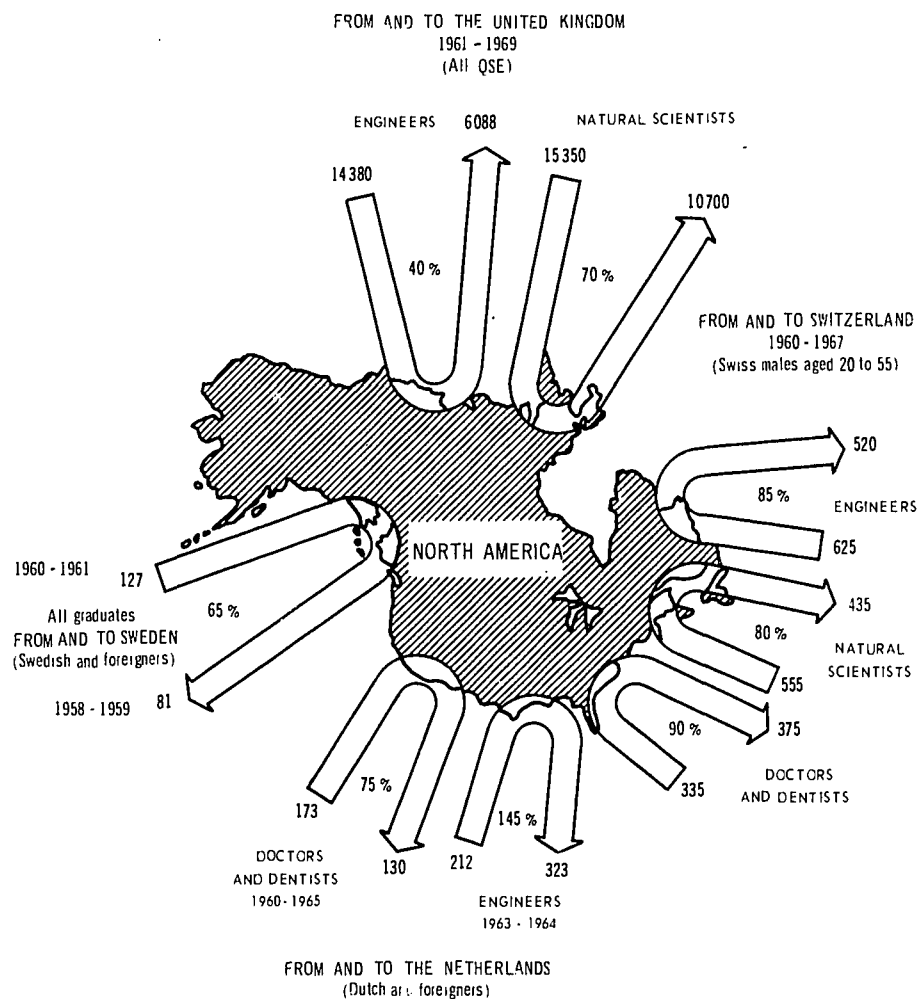 FROM AND TO THE UNITED KINGDOM
1961 - 1969
(All QSE)
ENGINEERS
6088
NATURAL SCIENTISTS
14380
15350
10700
40 %
70 %
FROM AND TO SWITZERLAND
1960 - 1967
(Swiss males aged 20 to 55)
520
85 %
ENGINEERS
625
NORTH AMERICA
1960 - 1961
127
435
All graduates
65 %
FROM AND TO SWEDEN
(Swedish and foreigners)
80 %
NATURAL
SCIENTISTS
555
1958 - 1959
81
375
90 %
335
DOCTORS
AND DENTISTS
75 %
173
145 %
130
212
323
DOCTORS
AND DENTISTS
1960 - 1965
ENGINEERS
1963 - 1964
FROM AND TO THE NETHERLANDS
(Dutch foreigners)